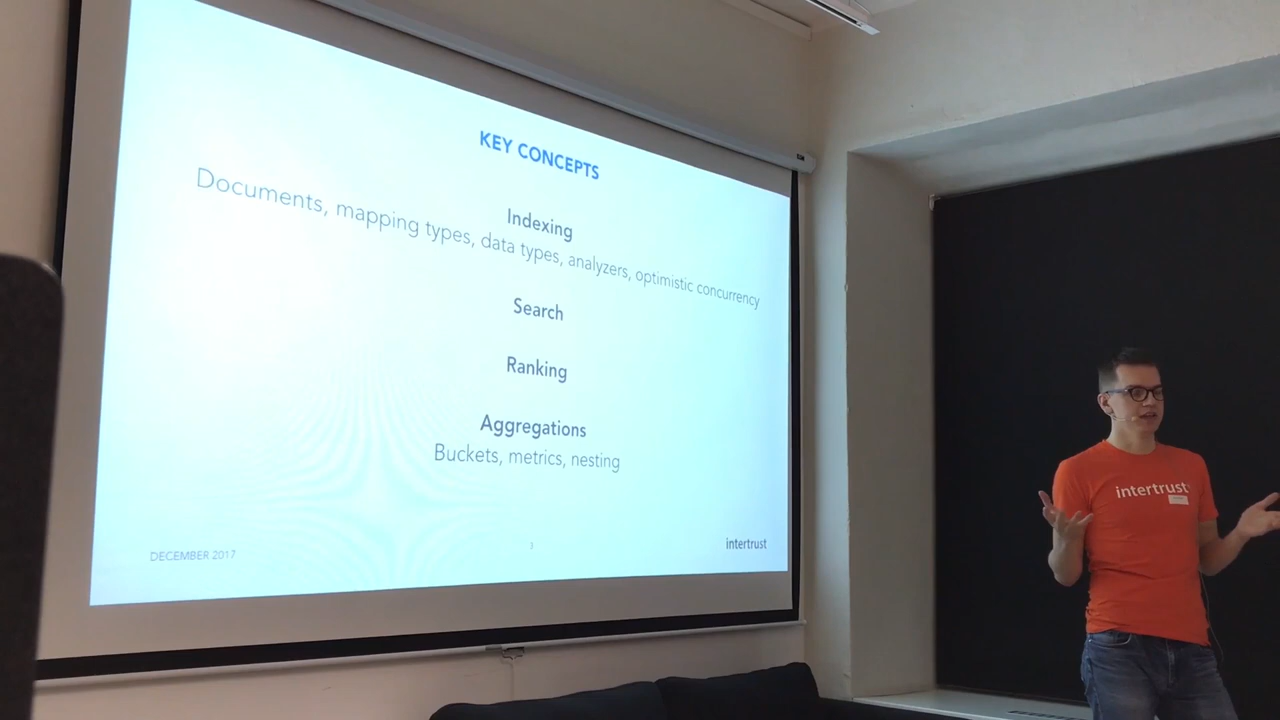 KEY CONCEPTS
Indexing
Documents, mapping types, data types, analyzers, optimistic concurrency
Search
Ranking
Aggregations
Buckets, metrics, nesting
DECEMBER 2017
3
intertrust
intertrust